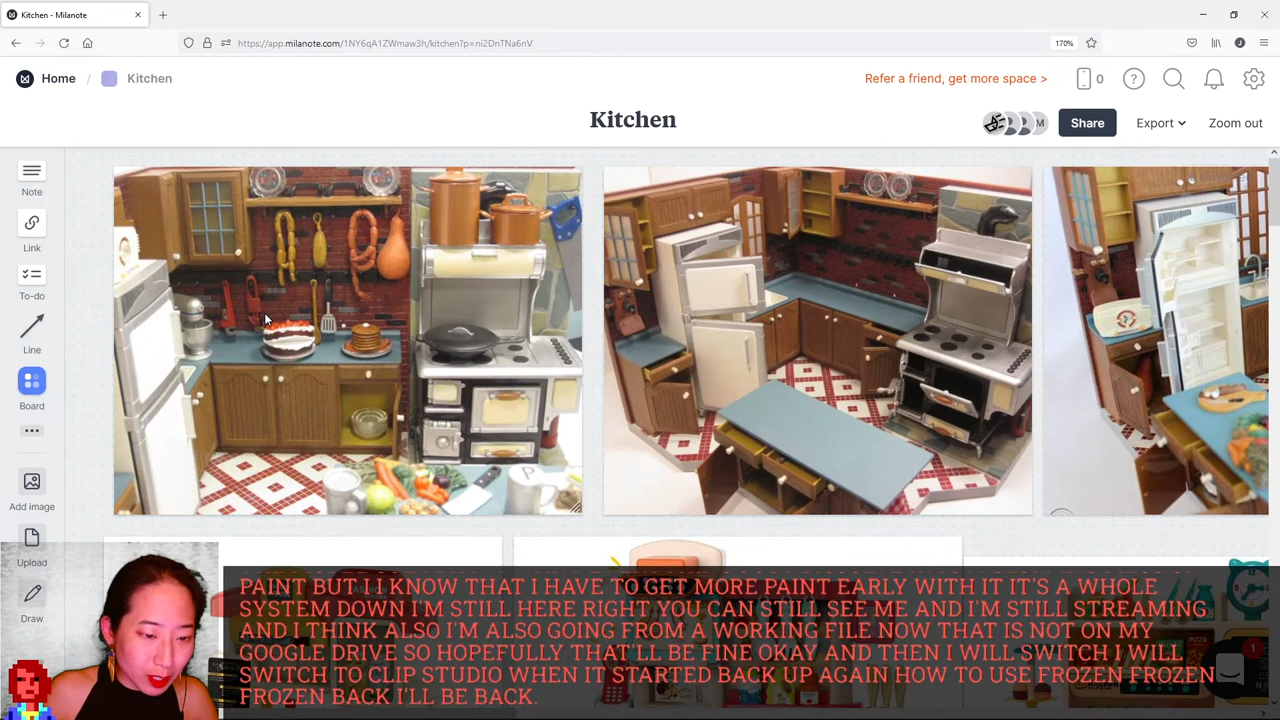 Kitchen - Milanote
https://app.milanote.com/1NY6qA1ZWmaw3h/kitchen?p=ni2DnTNa6nV
170%
Home / Kitchen
Refer a friend, get more space >
0
Kitchen
M
Share
Export
Zoom out
Note
Link
To-do
Line
Board
Add image
Upload
Draw
P
PIZZA
1
PAINT BUT I I KNOW THAT I HAVE TO GET MORE PAINT EARLY WITH IT IT'S A WHOLE
SYSTEM DOWN I'M STILL HERE RIGHT YOU CAN STILL SEE ME AND I'M STILL STREAMING
AND I THINK ALSO I'M ALSO GOING FROM A WORKING FILE NOW THAT IS NOT ON MY
GOOGLE DRIVE SO HOPEFULLY THAT'LL BE FINE OKAY AND THEN I WILL SWITCH I WILL
SWITCH TO CLIP STUDIO WHEN IT STARTED BACK UP AGAIN HOW TO USE FROZEN FROZEN
FROZEN BACK I'LL BE BACK.